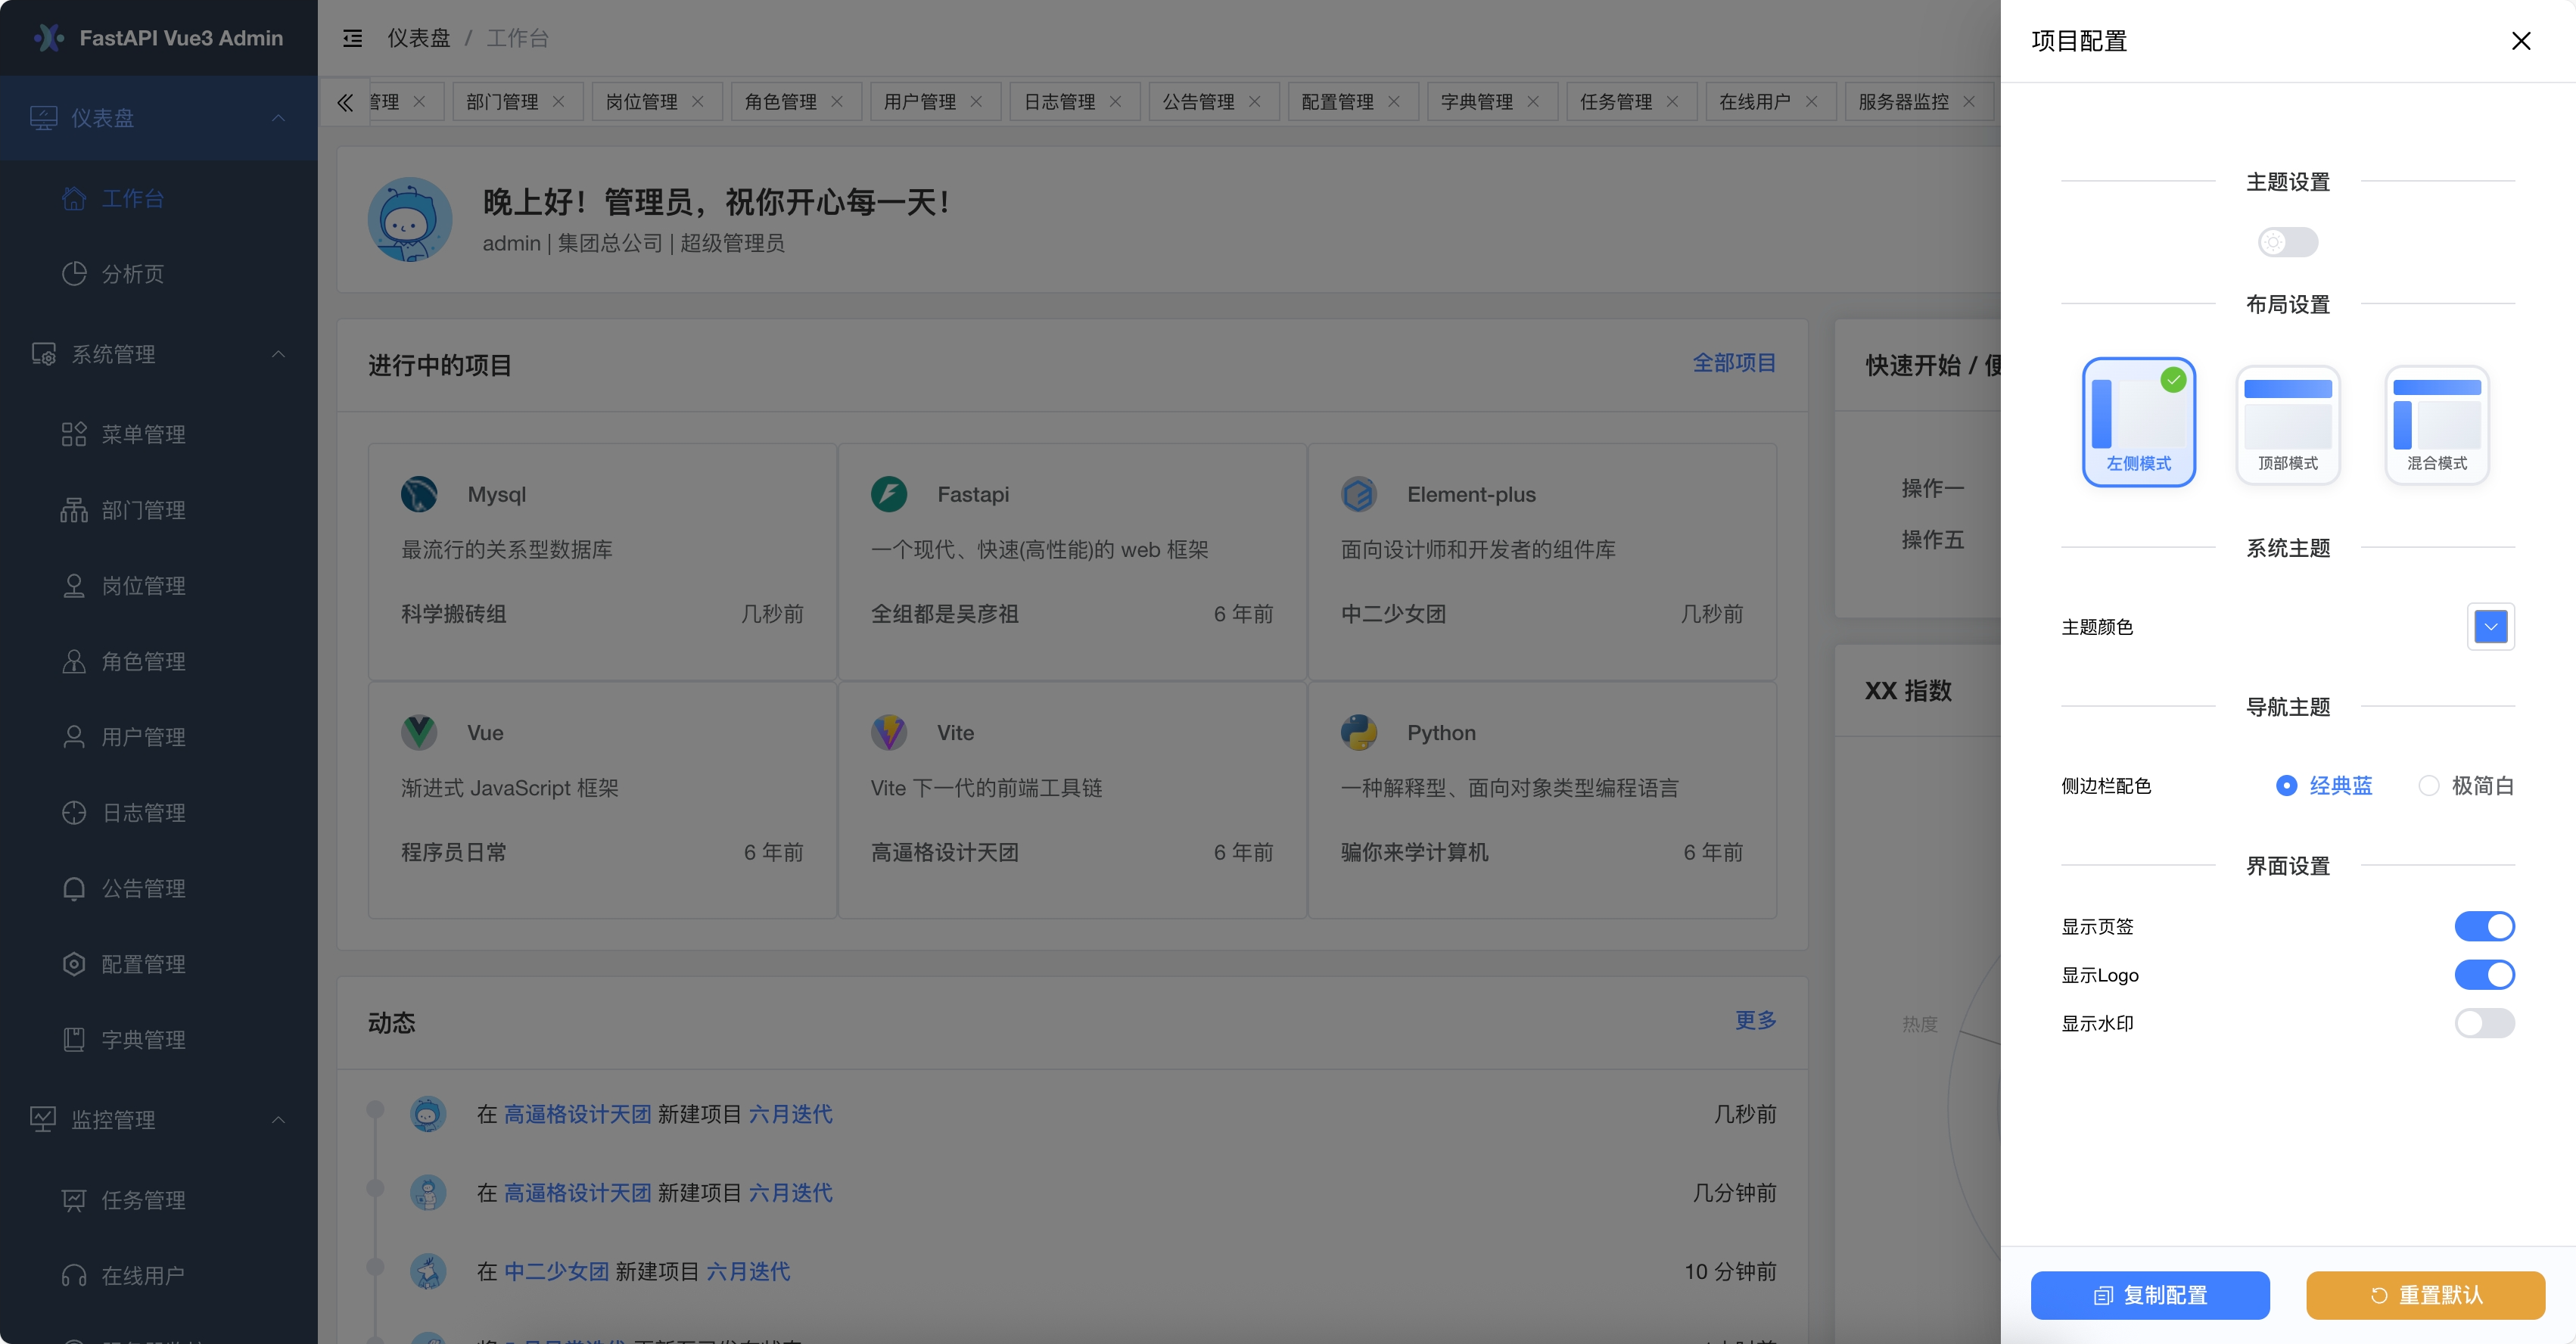 FastAPI Vue3 Admin
仪表盘
工作台
分析页
系统管理
菜单管理
部门管理
岗位管理
角色管理
用户管理
日志管理
公告管理
配置管理
字典管理
监控管理
任务管理
在线用户
仪表盘 / 工作台
管理 部门管理 岗位管理 角色管理 用户管理 日志管理 公告管理 配置管理 字典管理 任务管理 在线用户 服务器监控
晚上好！管理员，祝你开心每一天！
admin | 集团总公司 | 超级管理员
进行中的项目 全部项目
Mysql
最流行的关系型数据库
科学搬砖组 几秒前
Fastapi
一个现代、快速(高性能)的 web 框架
全组都是吴彦祖 6 年前
Element-plus
面向设计师和开发者的组件库
中二少女团 几秒前
Vue
渐进式 JavaScript 框架
程序员日常 6 年前
Vite
Vite 下一代的前端工具链
高逼格设计天团 6 年前
Python
一种解释型、面向对象类型编程语言
骗你来学计算机 6 年前
动态 更多
在 高逼格设计天团 新建项目 六月迭代 几秒前
在 高逼格设计天团 新建项目 六月迭代 几分钟前
在 中二少女团 新建项目 六月迭代 10 分钟前
快速开始 /
操作一
操作五
XX 指数
热度
项目配置
主题设置
布局设置
左侧模式 顶部模式 混合模式
系统主题
主题颜色
导航主题
侧边栏配色 经典蓝 极简白
界面设置
显示页签
显示Logo
显示水印
复制配置 重置默认